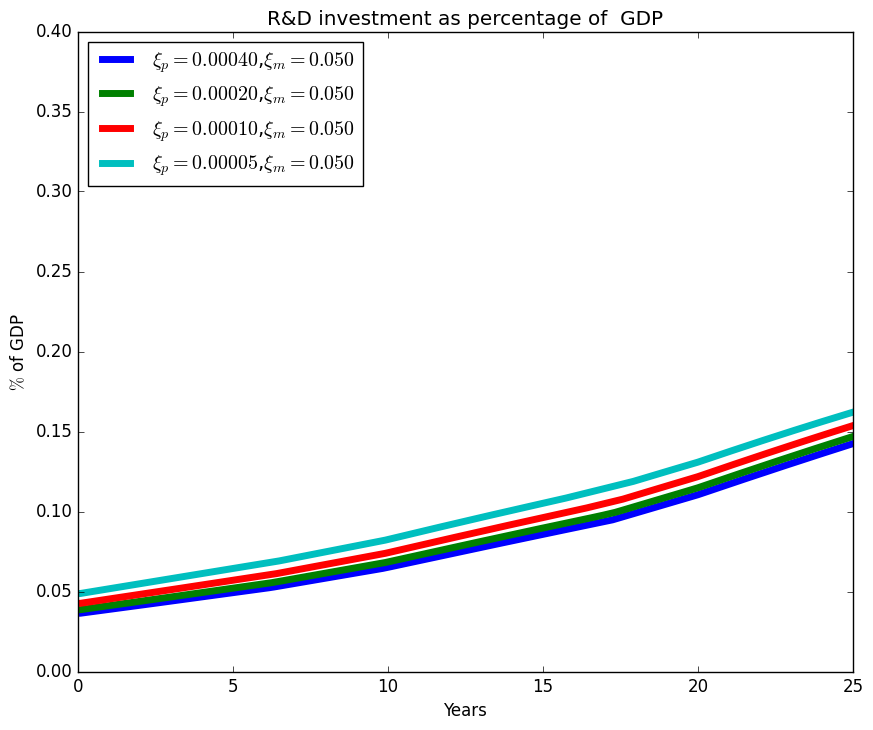 R&D investment as percentage of  GDP
0.40
0.35
0.30
0.25
0.20
0.15
0.10
0.05
0.00
% of GDP
ξₚ = 0.00040,ξₘ = 0.050
ξₚ = 0.00020,ξₘ = 0.050
ξₚ = 0.00010,ξₘ = 0.050
ξₚ = 0.00005,ξₘ = 0.050
0 5 10 15 20 25
Years